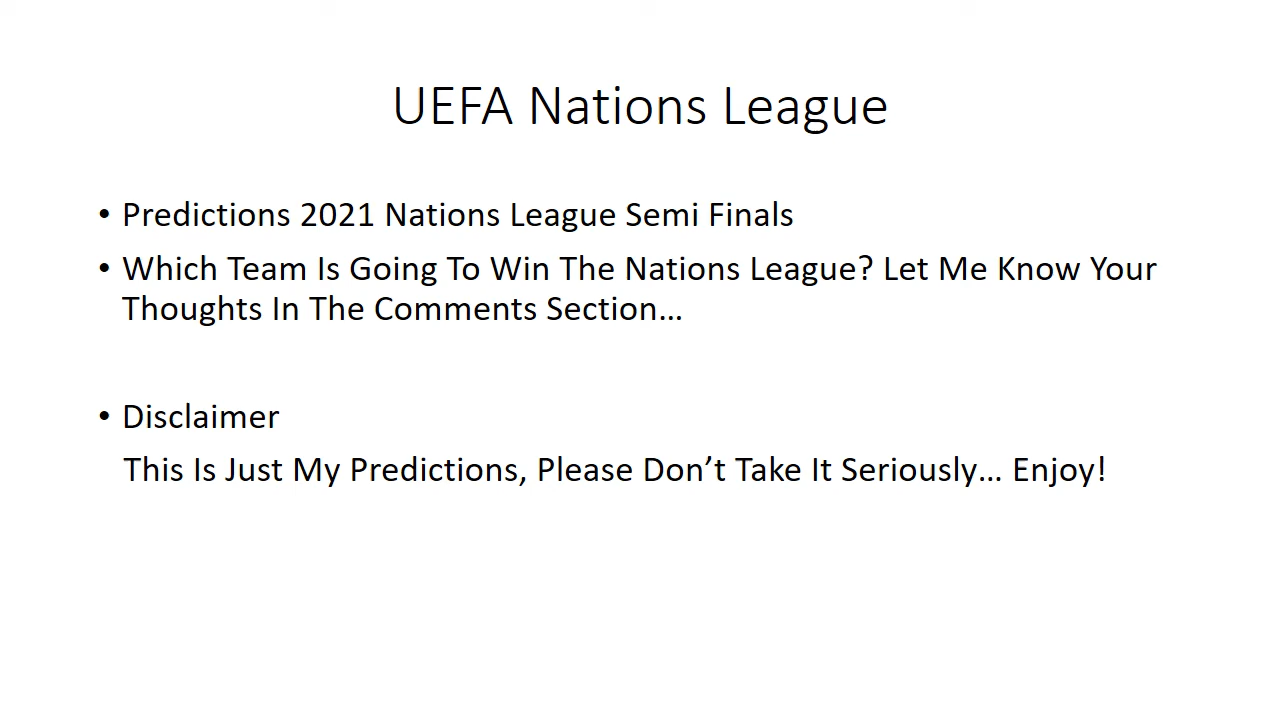 UEFA Nations League
• Predictions 2021 Nations League Semi Finals
• Which Team Is Going To Win The Nations League? Let Me Know Your
Thoughts In The Comments Section…
• Disclaimer
This Is Just My Predictions, Please Don’t Take It Seriously… Enjoy!